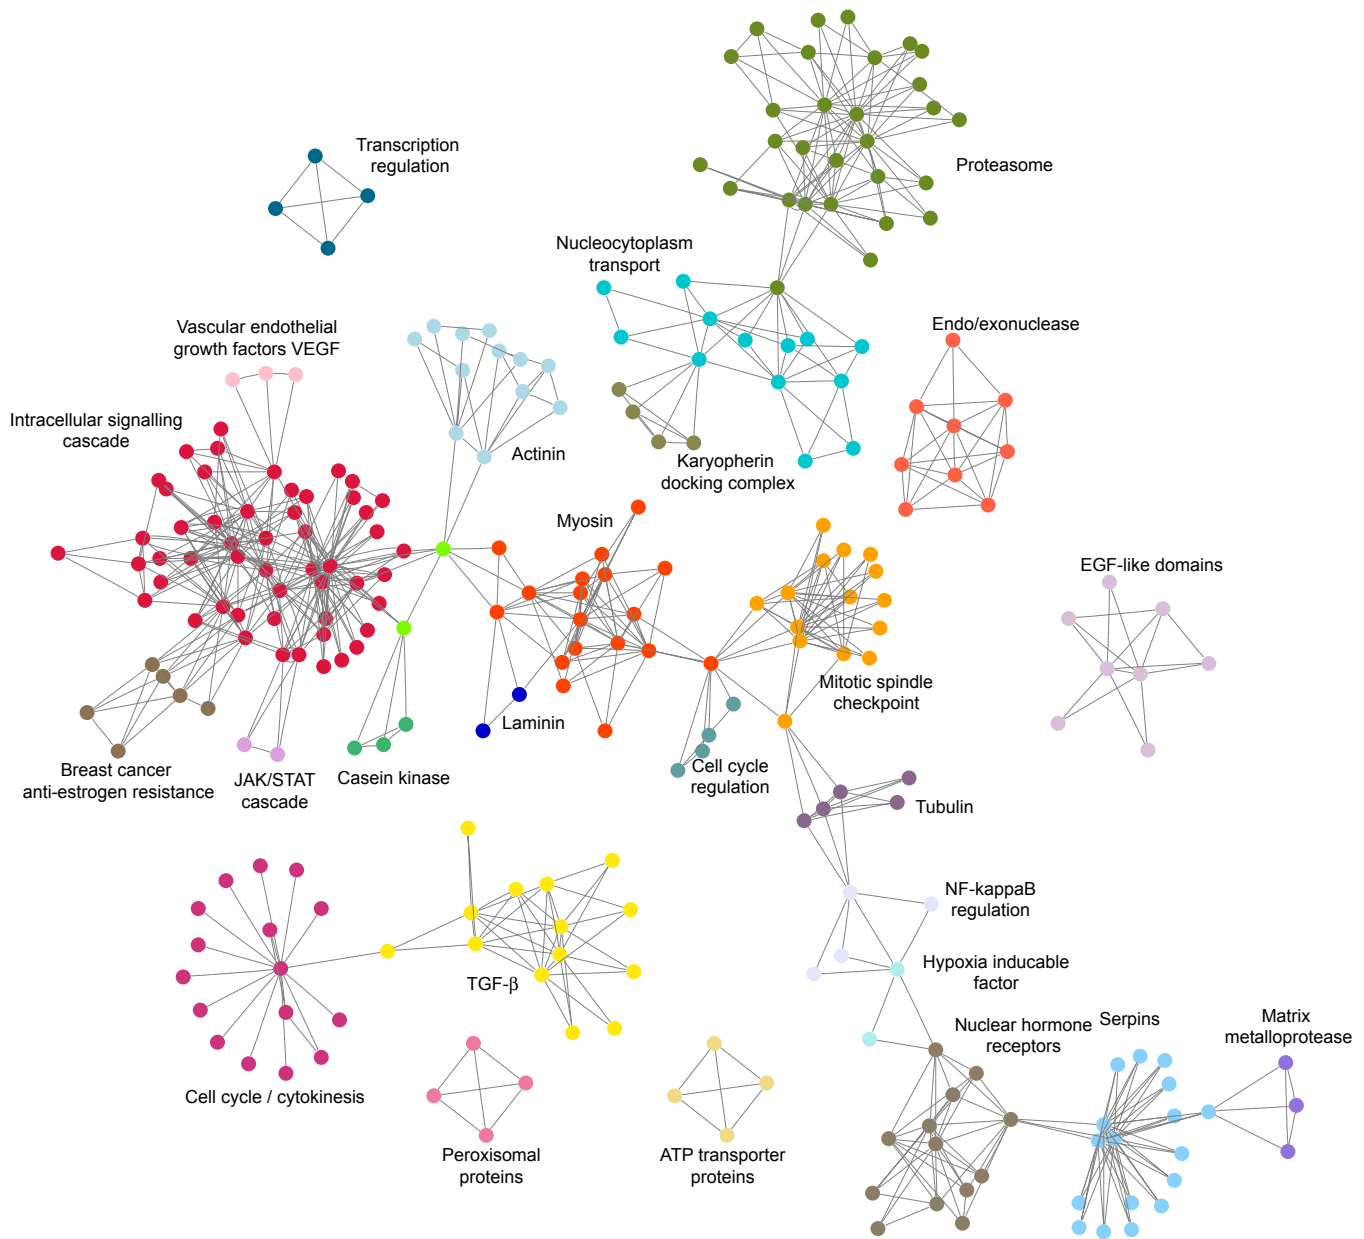 Transcription
regulation
Proteasome
Nucleocytoplasm
transport
Vascular endothelial
growth factors VEGF
Endo/exonuclease
Intracellular signalling
cascade
Actinin
Karyopherin
docking complex
Myosin
EGF-like domains
Mitotic spindle
checkpoint
Laminin
Breast cancer
anti-estrogen resistance
JAK/STAT
cascade
Casein kinase
Cell cycle
regulation
Tubulin
NF-kappaB
regulation
TGF-β
Hypoxia inducable
factor
Nuclear hormone
receptors
Serpins
Matrix
metalloprotease
Cell cycle / cytokinesis
Peroxisomal
proteins
ATP transporter
proteins